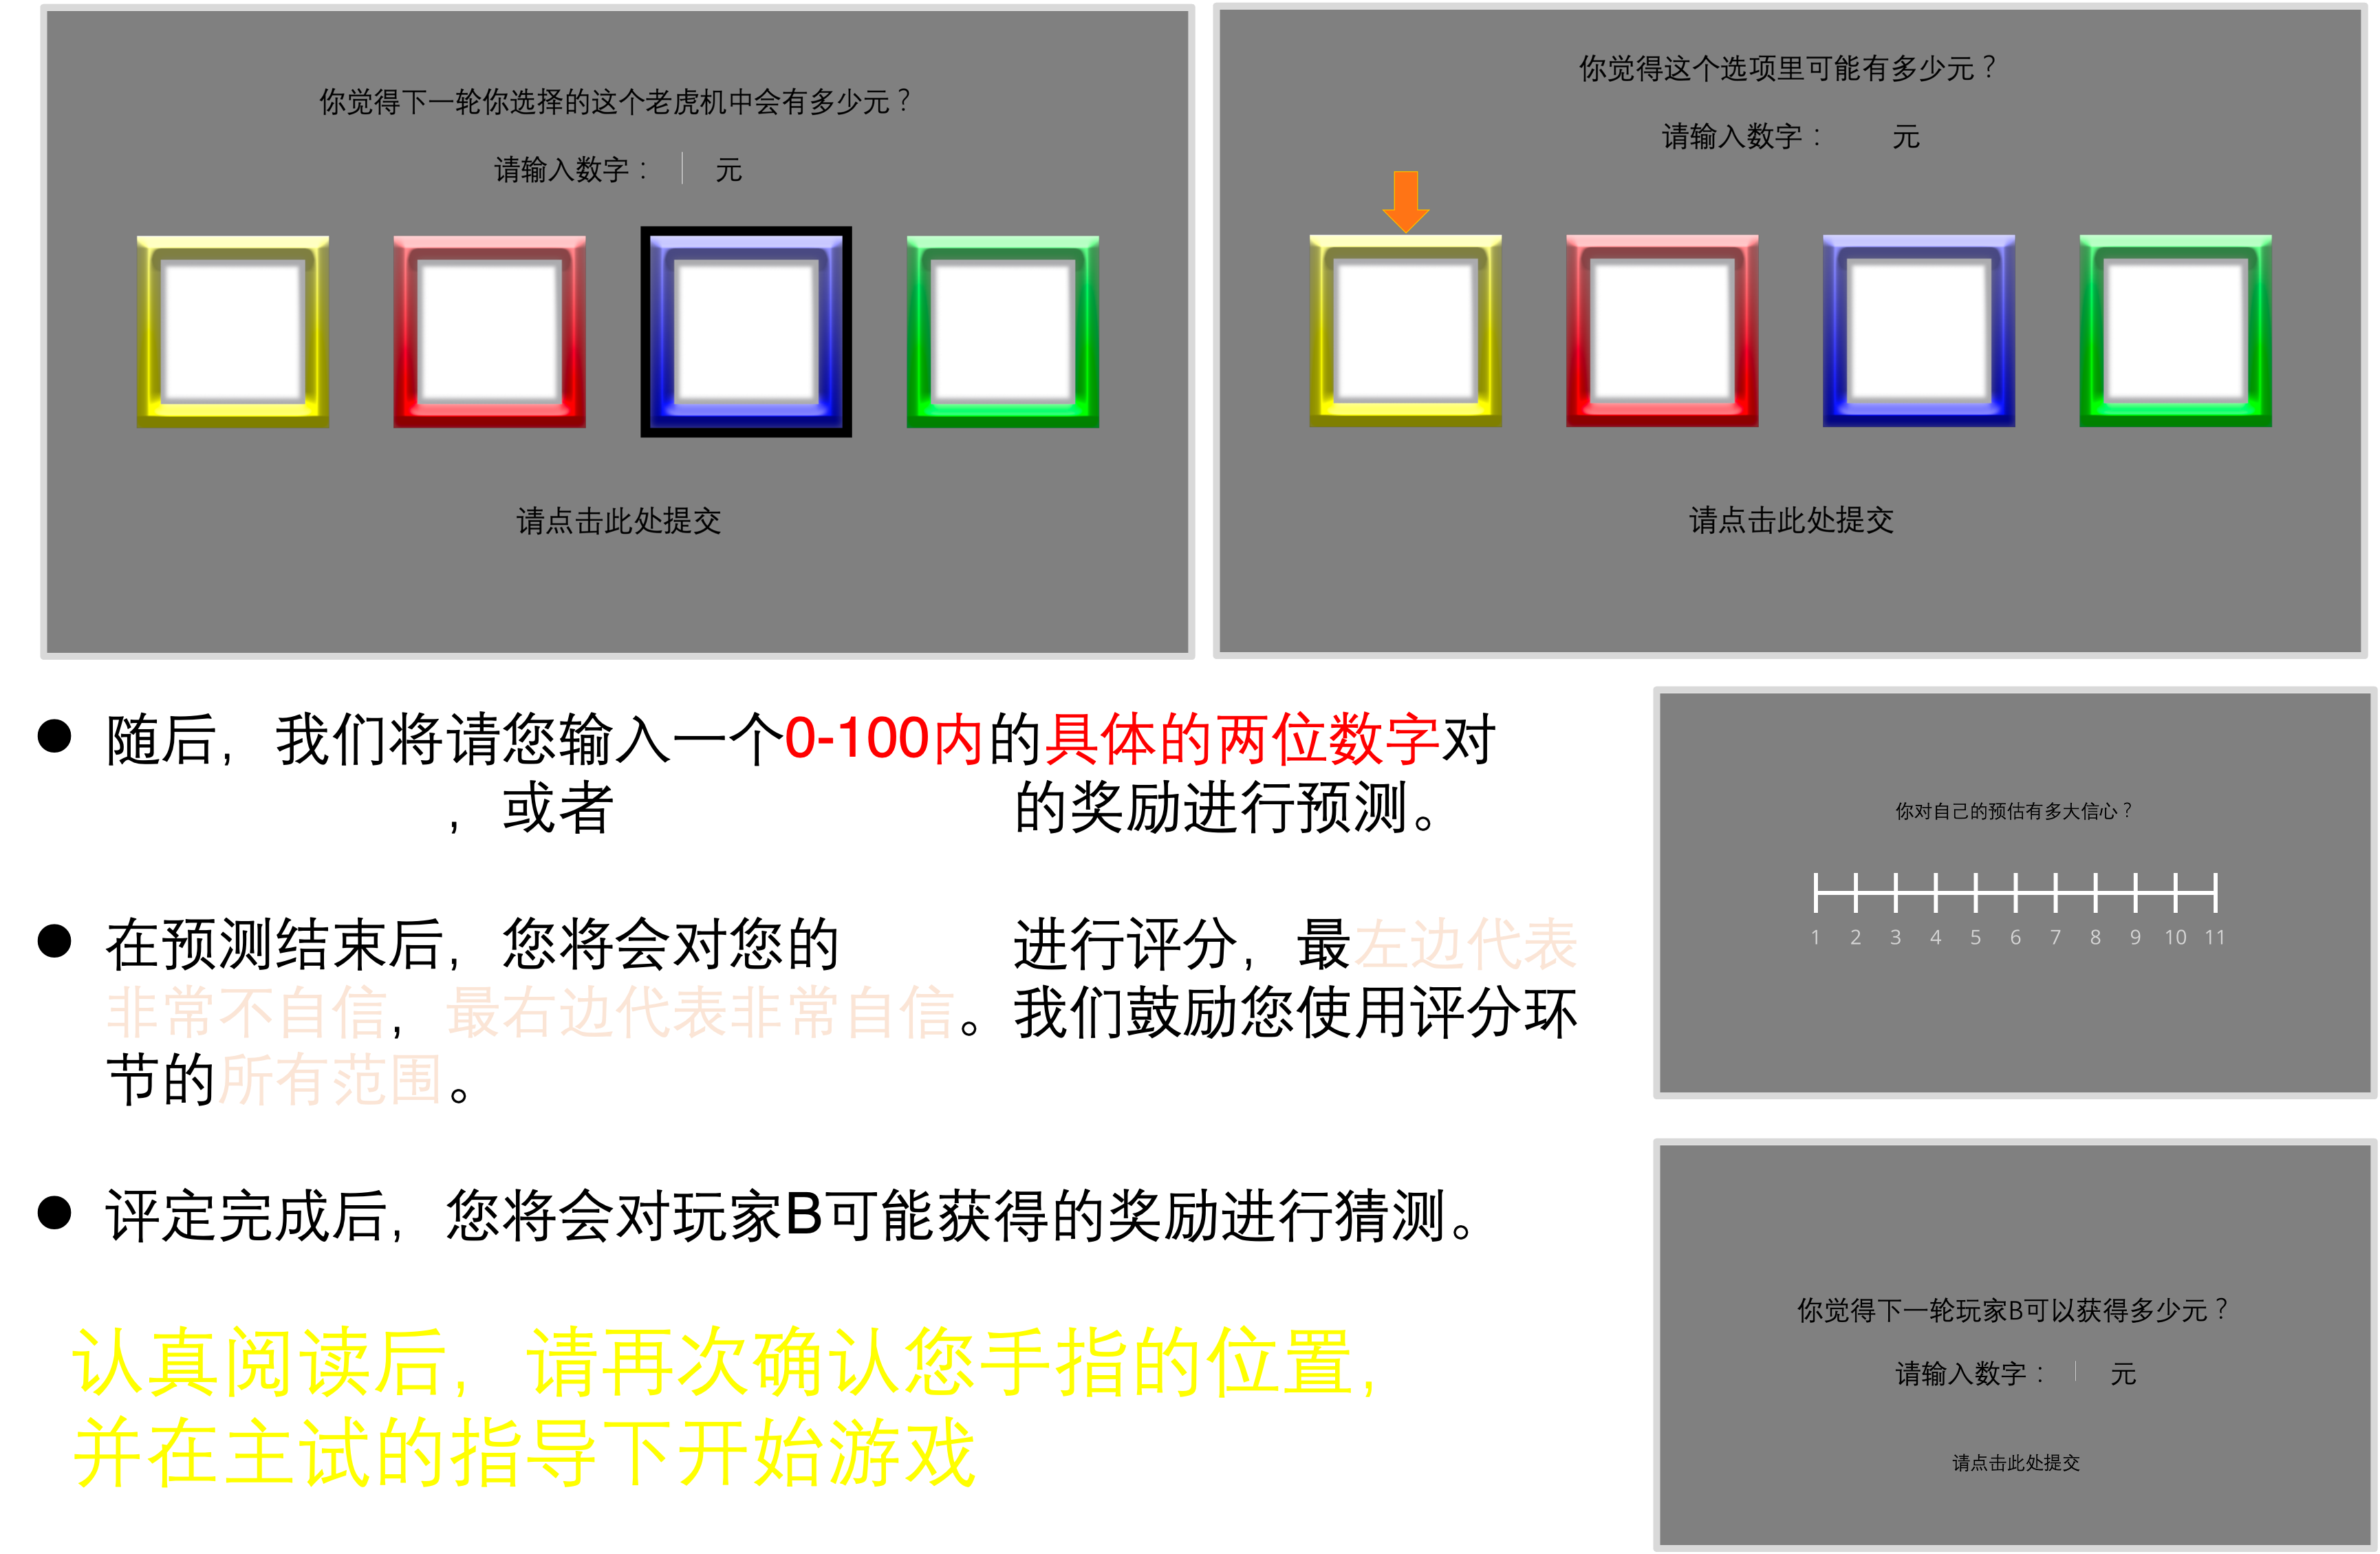 你觉得下一轮你选择的这个老虎机中会有多少元？
请输入数字： 元
请点击此处提交
你觉得这个选项里可能有多少元？
请输入数字： 元
请点击此处提交
随后，我们将请您输入一个0-100内的具体的两位数字对
，或者 的奖励进行预测。
在预测结束后，您将会对您的 进行评分，最左边代表
非常不自信，最右边代表非常自信。我们鼓励您使用评分环
节的所有范围。
评定完成后，您将会对玩家B可能获得的奖励进行猜测。
认真阅读后，请再次确认您手指的位置，
并在主试的指导下开始游戏
你对自己的预估有多大信心？
1 2 3 4 5 6 7 8 9 10 11
你觉得下一轮玩家B可以获得多少元？
请输入数字： 元
请点击此处提交